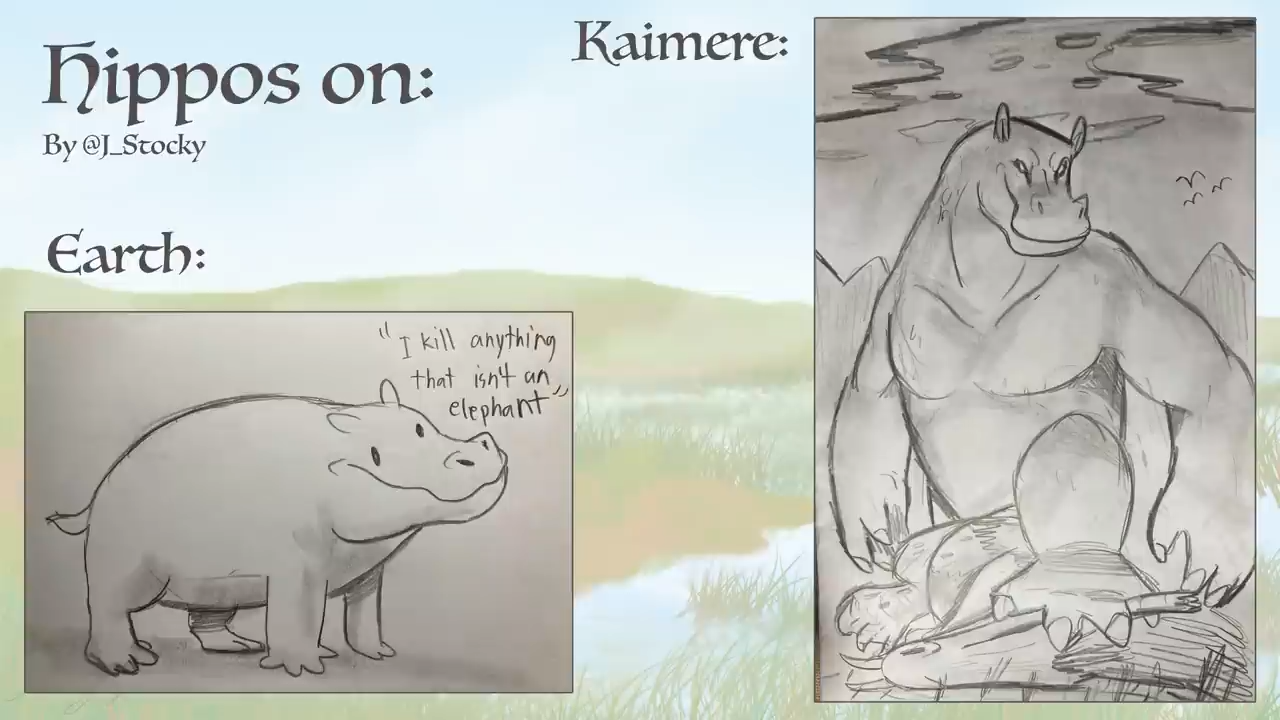 Hippos on:
By @J_Stocky
Kaimere:
Earth:
"I kill anything
that isn't an
elephant"